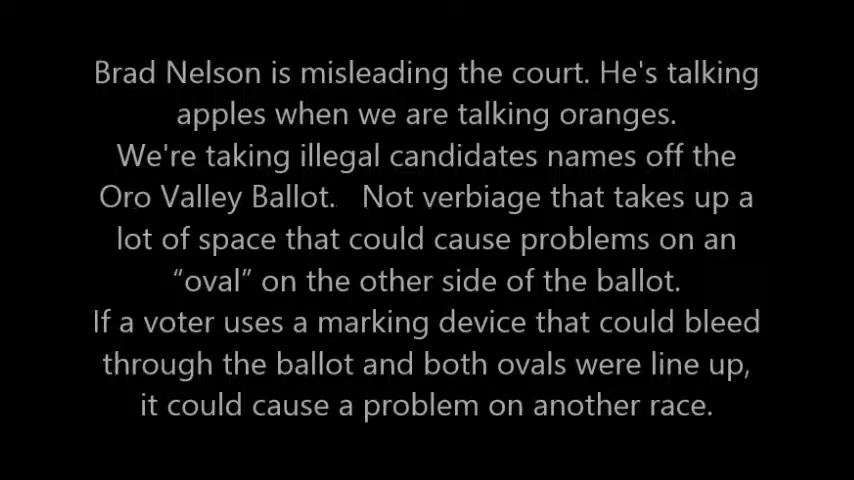 Brad Nelson is misleading the court. He's talking
apples when we are talking oranges.
We're taking illegal candidates names off the
Oro Valley Ballot.   Not verbiage that takes up a
lot of space that could cause problems on an
“oval” on the other side of the ballot.
If a voter uses a marking device that could bleed
through the ballot and both ovals were line up,
it could cause a problem on another race.